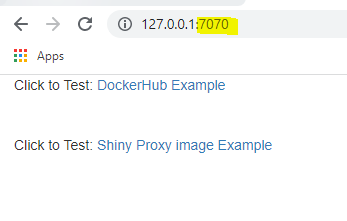 127.0.0.1:7070
Apps
Click to Test: DockerHub Example
Click to Test: Shiny Proxy image Example